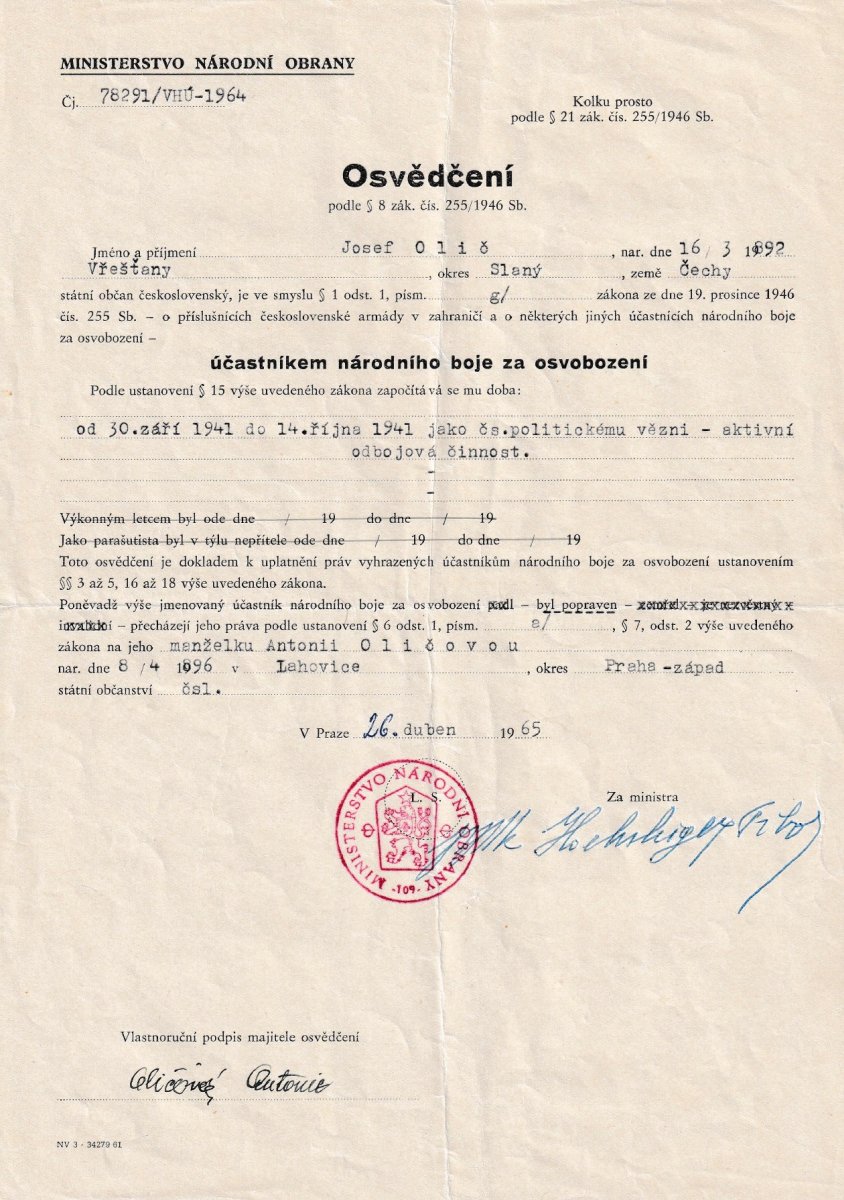 MINISTERSTVO NÁRODNÍ OBRANY
Čj. 78291/VHÚ-1964
Kolku prosto
podle § 21 zák. čís. 255/1946 Sb.
Osvědčení
podle § 8 zák. čís. 255/1946 Sb.
Jméno a příjmení Josef O l i č, nar. dne 16/ 3 1892
Vřešťany, okres Slaný, země Čechy
státní občan československý, je ve smyslu § 1 odst. 1, písm. g/ zákona ze dne 19. prosince 1946
čís. 255 Sb. – o příslušnících československé armády v zahraničí a o některých jiných účastnících národního boje
za osvobození –
účastníkem národního boje za osvobození
Podle ustanovení § 15 výše uvedeného zákona započítává se mu doba:
od 30.září 1941 do 14.října 1941 jako čs.politickému vězni - aktivní
odbojová činnost.
-
-
Výkonným letcem byl ode dne / 19 do dne / 19
Jako parašutista byl v týlu nepřítele ode dne / 19 do dne / 19
Toto osvědčení je dokladem k uplatnění práv vyhrazených účastníkům národního boje za osvobození ustanovením
§§ 3 až 5, 16 až 18 výše uvedeného zákona.
Poněvadž výše jmenovaný účastník národního boje za osvobození padl – byl popraven –
– přecházejí jeho práva podle ustanovení § 6 odst. 1, písm. a/, § 7, odst. 2 výše uvedeného
zákona na jeho manželku Antonii O l i č o v o u
nar. dne 8 /4 1896 v Lahovice, okres Praha-západ
státní občanství čsl.
V Praze 26. duben 1965
L. S.
MINISTERSTVO NÁRODNÍ OBRANY
-109-
Za ministra
Vlastnoruční podpis majitele osvědčení
Oličová Antonie
NV 3 - 34279 61